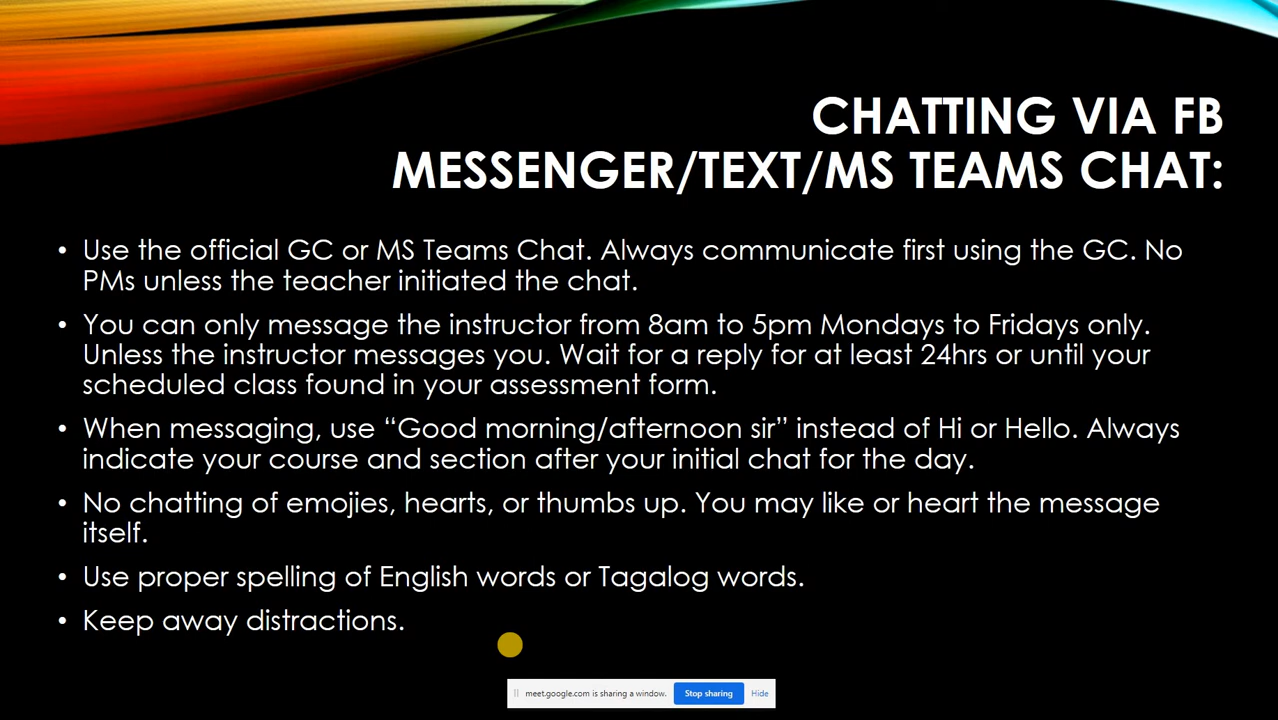 CHATTING VIA FB
MESSENGER/TEXT/MS TEAMS CHAT:
• Use the official GC or MS Teams Chat. Always communicate first using the GC. No
PMs unless the teacher initiated the chat.
• You can only message the instructor from 8am to 5pm Mondays to Fridays only.
Unless the instructor messages you. Wait for a reply for at least 24hrs or until your
scheduled class found in your assessment form.
• When messaging, use “Good morning/afternoon sir” instead of Hi or Hello. Always
indicate your course and section after your initial chat for the day.
• No chatting of emojies, hearts, or thumbs up. You may like or heart the message
itself.
• Use proper spelling of English words or Tagalog words.
• Keep away distractions.
meet.google.com is sharing a window. Stop sharing Hide